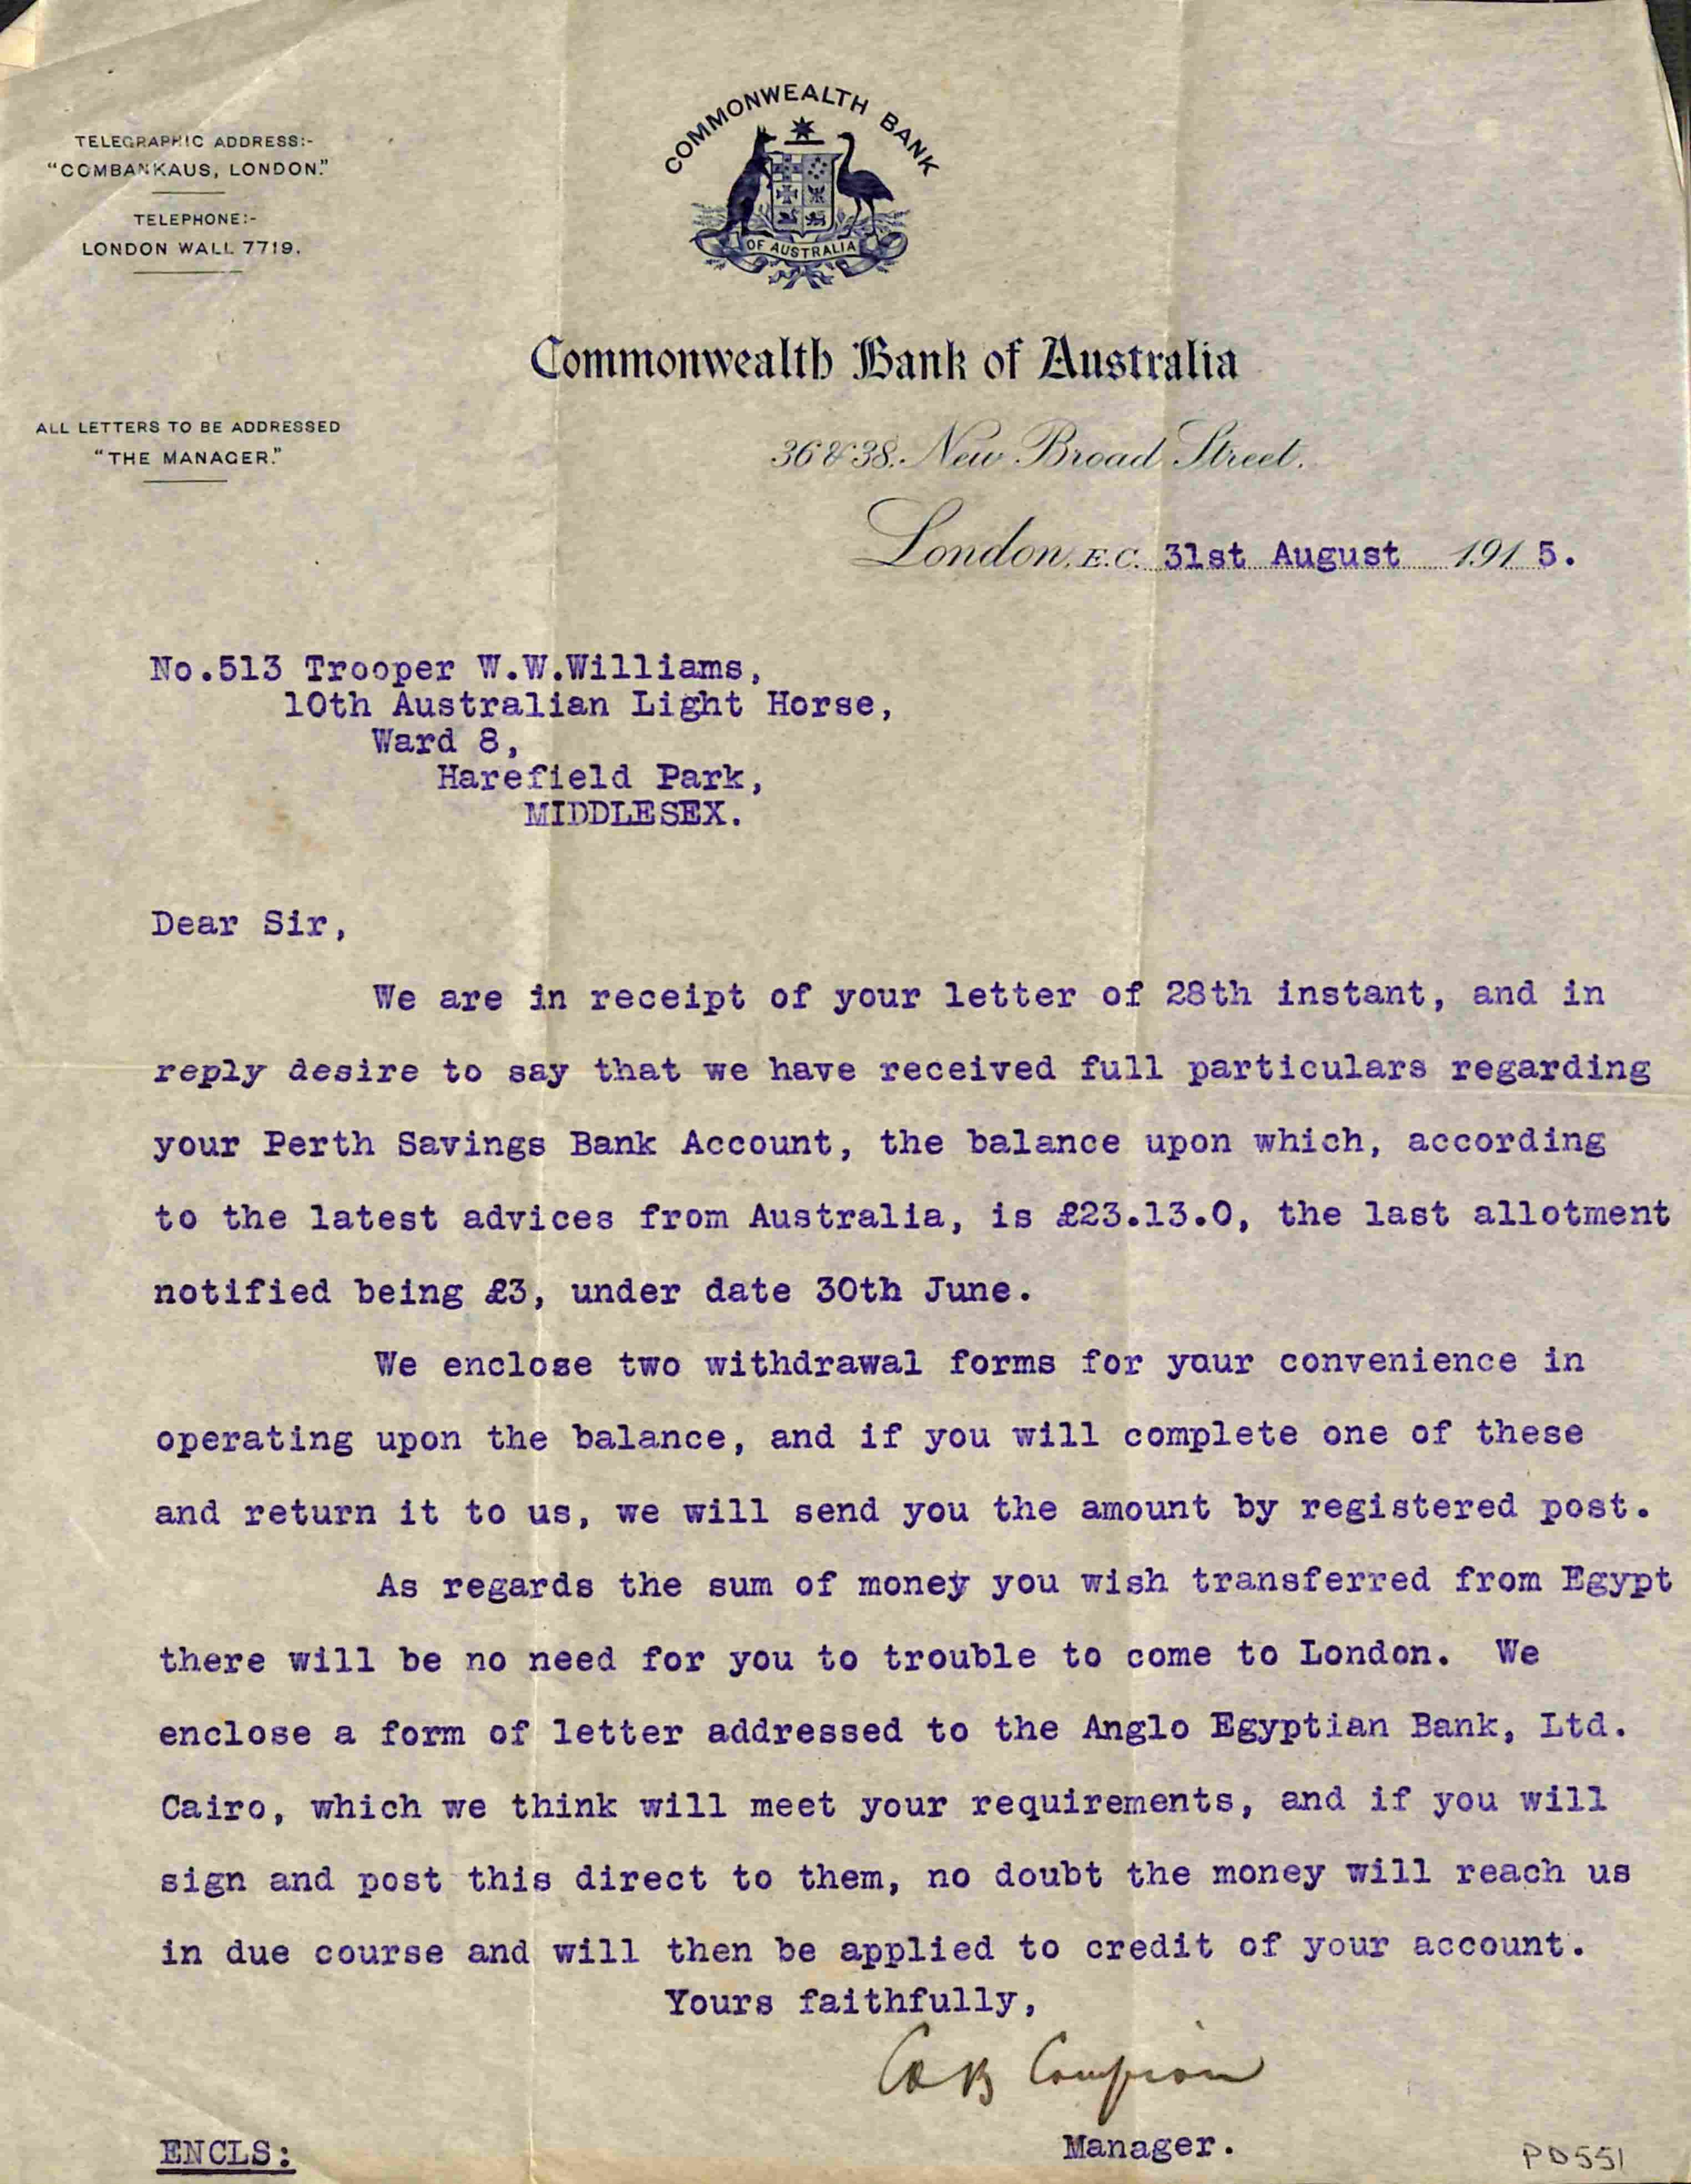 TELEGRAPHIC ADDRESS:-
"COMBANKAUS, LONDON."
TELEPHONE:-
LONDON WALL 7719.
COMMONWEALTH BANK
OF AUSTRALIA
Commonwealth Bank of Australia
ALL LETTERS TO BE ADDRESSED
"THE MANAGER."
36 & 38. New Broad Street.
London, E.C. 31st August 1915.
No.513 Trooper W.W.Williams,
10th Australian Light Horse,
Ward 8,
Harefield Park,
MIDDLESEX.
Dear Sir,
We are in receipt of your letter of 28th instant, and in
reply desire to say that we have received full particulars regarding
your Perth Savings Bank Account, the balance upon which, according
to the latest advices from Australia, is £23.13.0, the last allotment
notified being £3, under date 30th June.
We enclose two withdrawal forms for your convenience in
operating upon the balance, and if you will complete one of these
and return it to us, we will send you the amount by registered post.
As regards the sum of money you wish transferred from Egypt
there will be no need for you to trouble to come to London. We
enclose a form of letter addressed to the Anglo Egyptian Bank, Ltd.
Cairo, which we think will meet your requirements, and if you will
sign and post this direct to them, no doubt the money will reach us
in due course and will then be applied to credit of your account.
Yours faithfully,
Campion
Manager.
ENCLS:
PD551